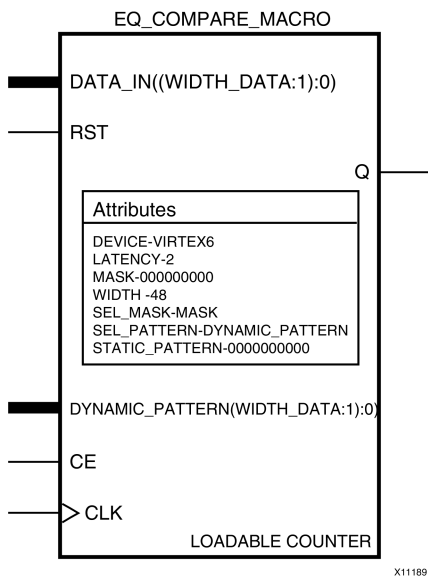 EQ_COMPARE_MACRO
DATA_IN((WIDTH_DATA:1):0)
RST
Q
Attributes
DEVICE-VIRTEX6
LATENCY-2
MASK-000000000
WIDTH -48
SEL_MASK-MASK
SEL_PATTERN-DYNAMIC_PATTERN
STATIC_PATTERN-0000000000
DYNAMIC_PATTERN(WIDTH_DATA:1):0)
CE
CLK
LOADABLE COUNTER
X11189